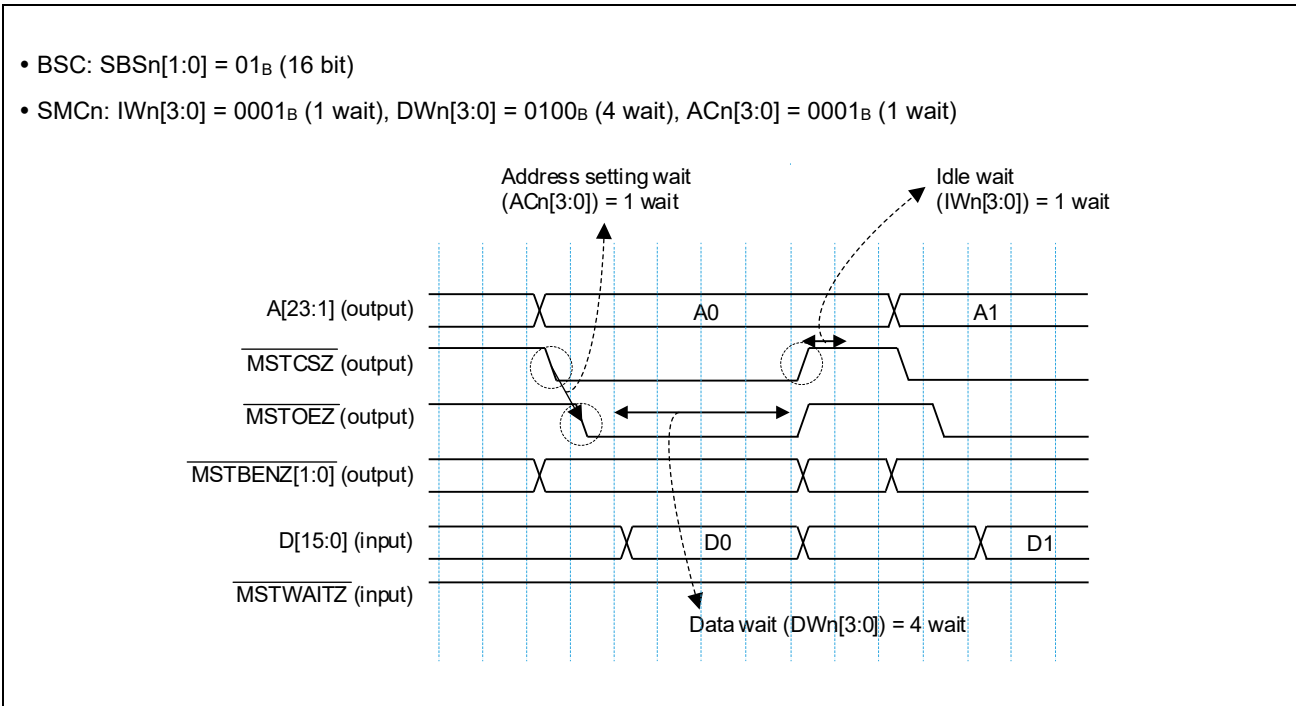 • BSC: SBSn[1:0] = 01B (16 bit)
• SMCn: IWn[3:0] = 0001B (1 wait), DWn[3:0] = 0100B (4 wait), ACn[3:0] = 0001B (1 wait)
Address setting wait
(ACn[3:0]) = 1 wait
Idle wait
(IWn[3:0]) = 1 wait
A[23:1] (output)
A0
A1
MSTCSZ (output)
MSTOEZ (output)
MSTBENZ[1:0] (output)
D[15:0] (input)
D0
D1
MSTWAITZ (input)
Data wait (DWn[3:0]) = 4 wait